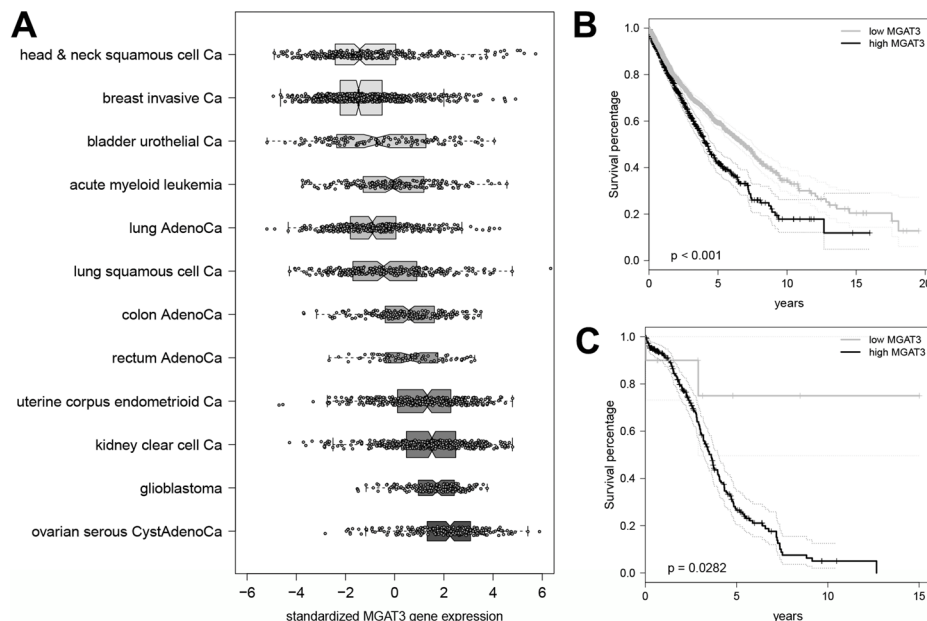 A
head & neck squamous cell Ca
breast invasive Ca
bladder urothelial Ca
acute myeloid leukemia
lung AdenoCa
lung squamous cell Ca
colon AdenoCa
rectum AdenoCa
uterine corpus endometrioid Ca
kidney clear cell Ca
glioblastoma
ovarian serous CystAdenoCa
−6 −4 −2 0 2 4 6
standardized MGAT3 gene expression
B
low MGAT3
high MGAT3
Survival percentage
1.0
0.8
0.6
0.4
0.2
0.0
p < 0.001
0 5 10 15 20
years
C
low MGAT3
high MGAT3
Survival percentage
1.0
0.8
0.6
0.4
0.2
0.0
p = 0.0282
0 5 10 15
years